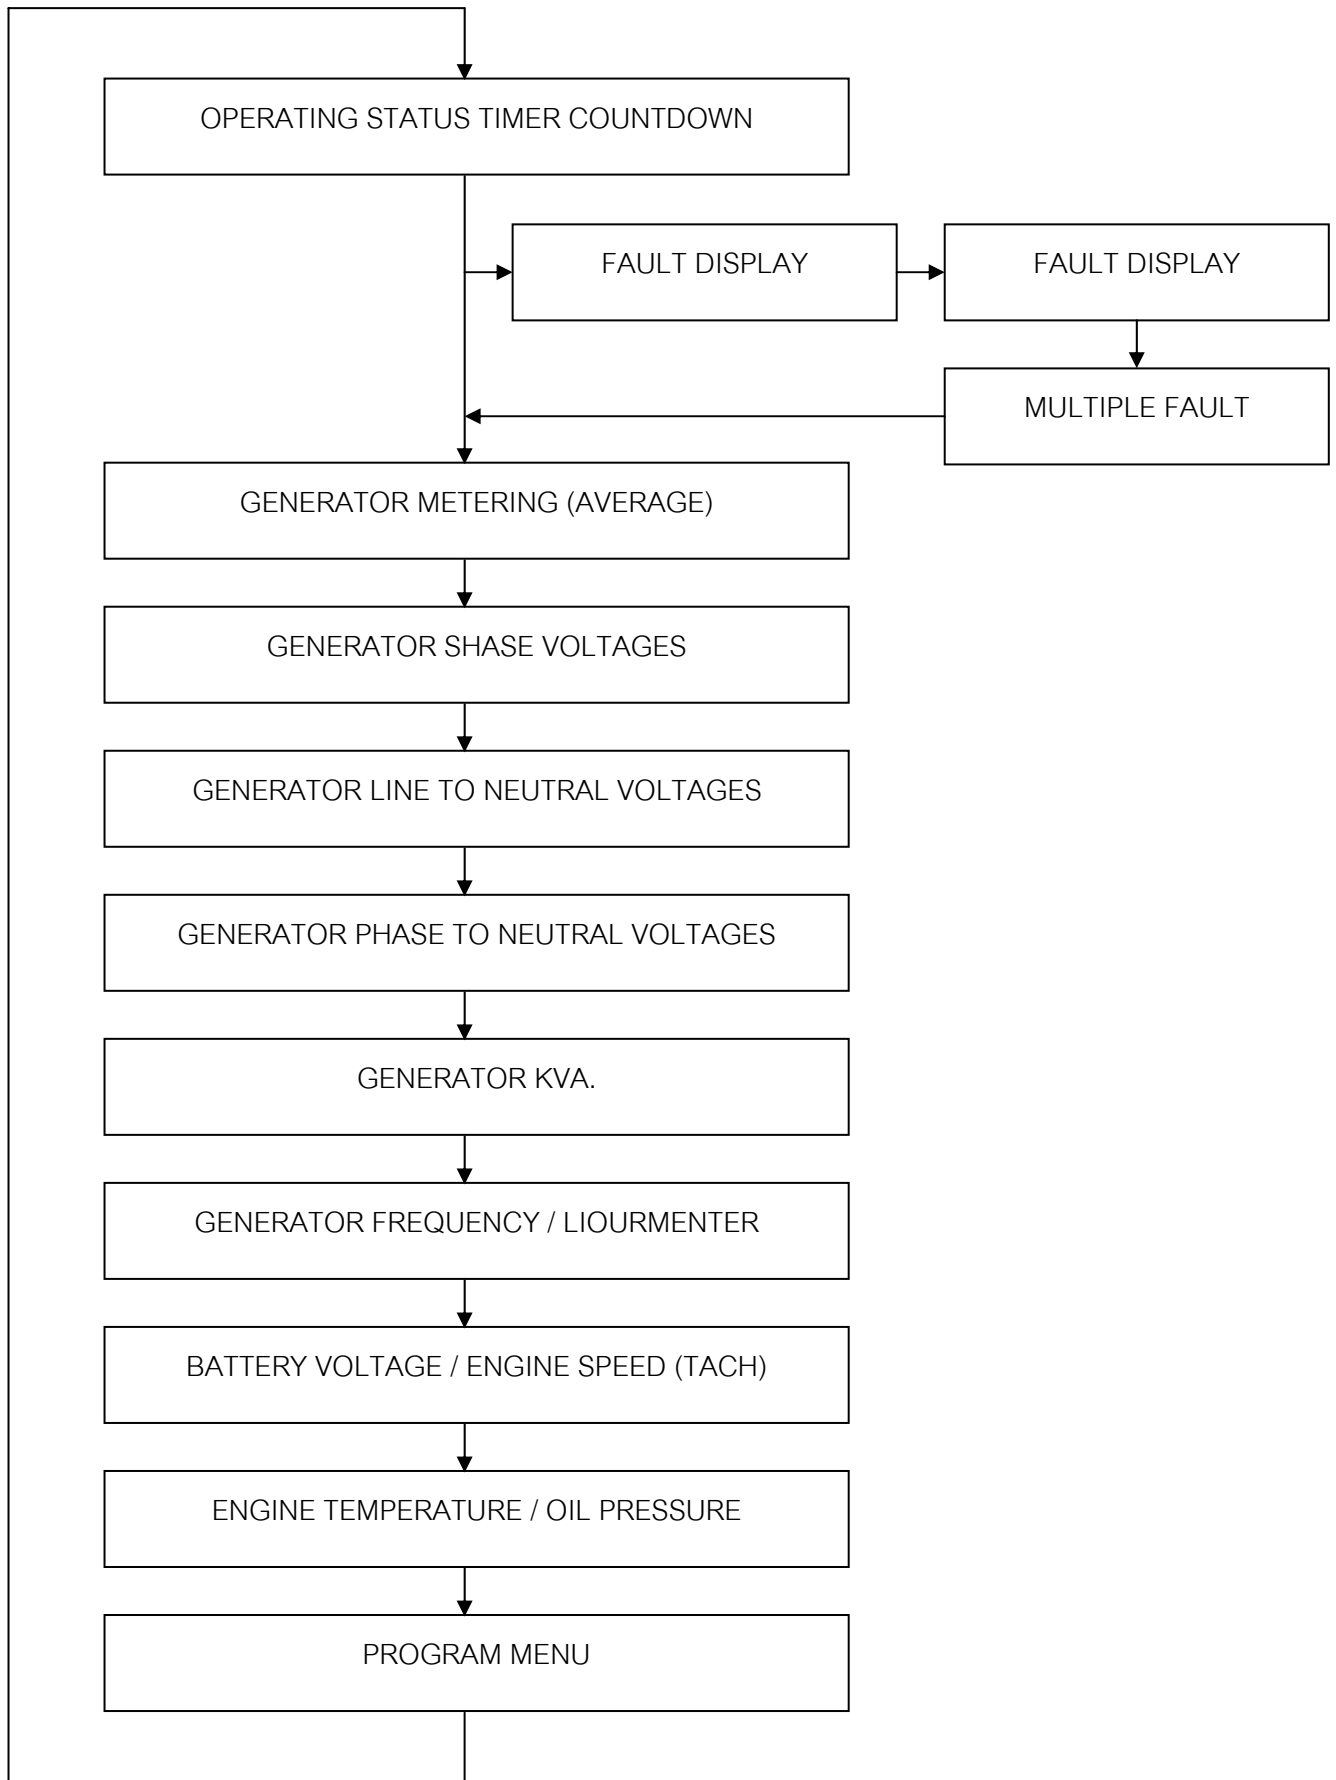 OPERATING STATUS TIMER COUNTDOWN
FAULT DISPLAY
FAULT DISPLAY
MULTIPLE FAULT
GENERATOR METERING (AVERAGE)
GENERATOR SHASE VOLTAGES
GENERATOR LINE TO NEUTRAL VOLTAGES
GENERATOR PHASE TO NEUTRAL VOLTAGES
GENERATOR KVA.
GENERATOR FREQUENCY / LIOURMENTER
BATTERY VOLTAGE / ENGINE SPEED (TACH)
ENGINE TEMPERATURE / OIL PRESSURE
PROGRAM MENU